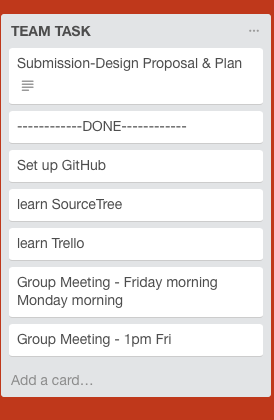 TEAM TASK
Submission-Design Proposal & Plan
------------DONE------------
Set up GitHub
learn SourceTree
learn Trello
Group Meeting - Friday morning
Monday morning
Group Meeting - 1pm Fri
Add a card…